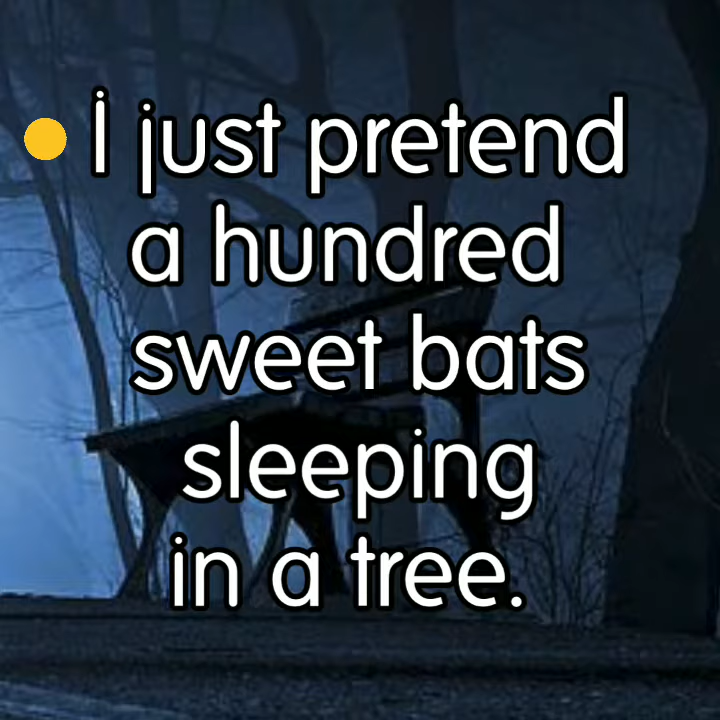 I just pretend
a hundred
sweet bats
sleeping
in a tree.